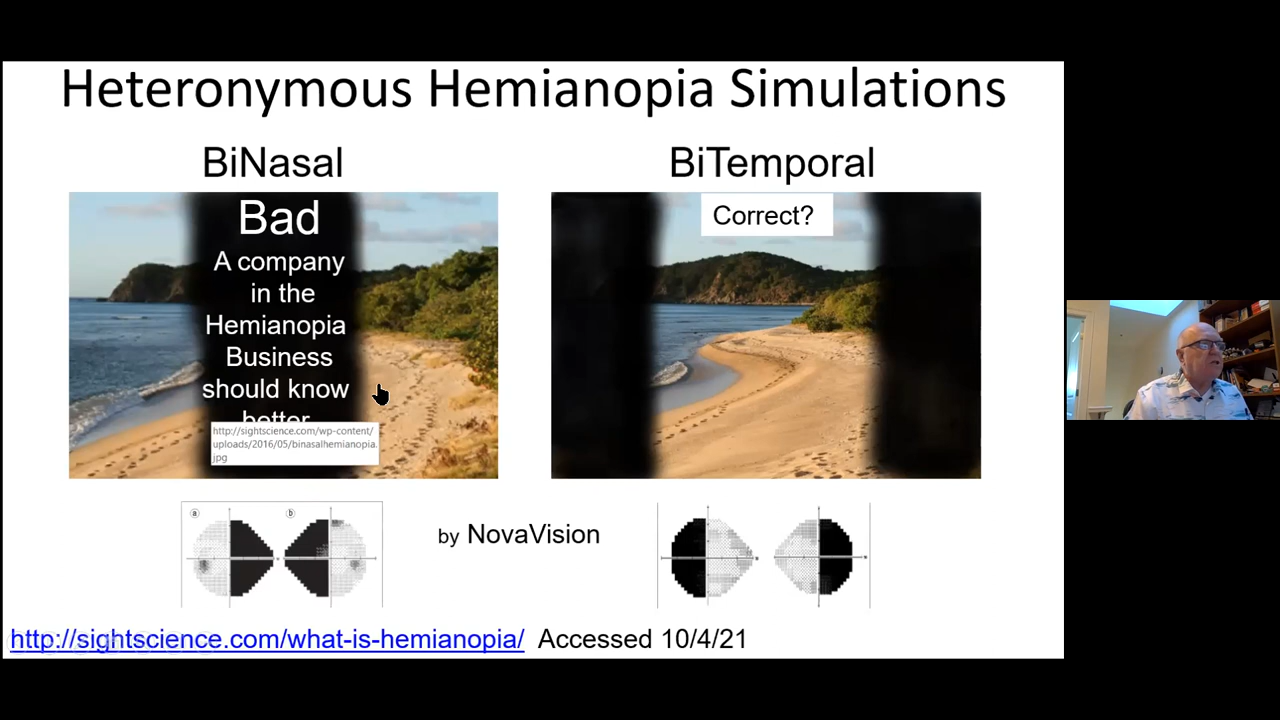 Heteronymous Hemianopia Simulations
BiNasal
BiTemporal
Bad
A company
in the
Hemianopia
Business
should know
better
http://sightscience.com/wp-content/
uploads/2016/05/binasalhemianopia.
jpg
Correct?
a b
by NovaVision
http://sightscience.com/what-is-hemianopia/ Accessed 10/4/21